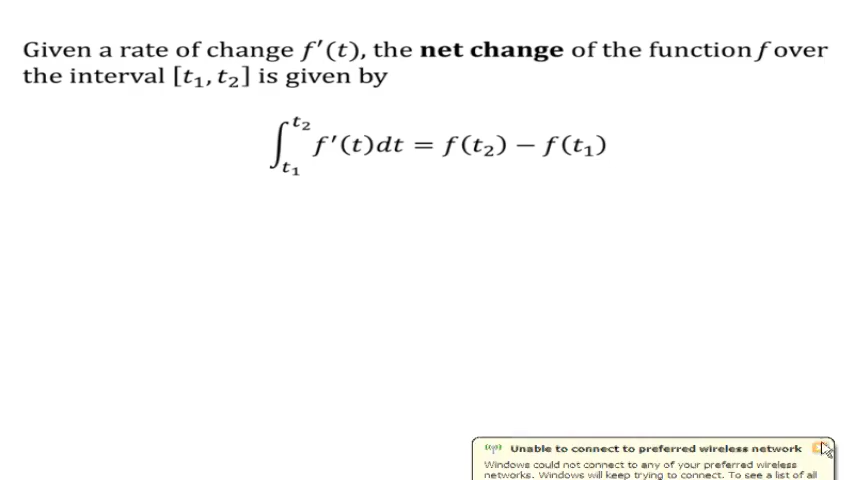 Given a rate of change f′(t), the net change of the function f over
the interval [t₁, t₂] is given by
∫ₜ₁ᵗ² f′(t)dt = f(t₂) − f(t₁)
Unable to connect to preferred wireless network
Windows could not connect to any of your preferred wireless
networks. Windows will keep trying to connect. To see a list of all